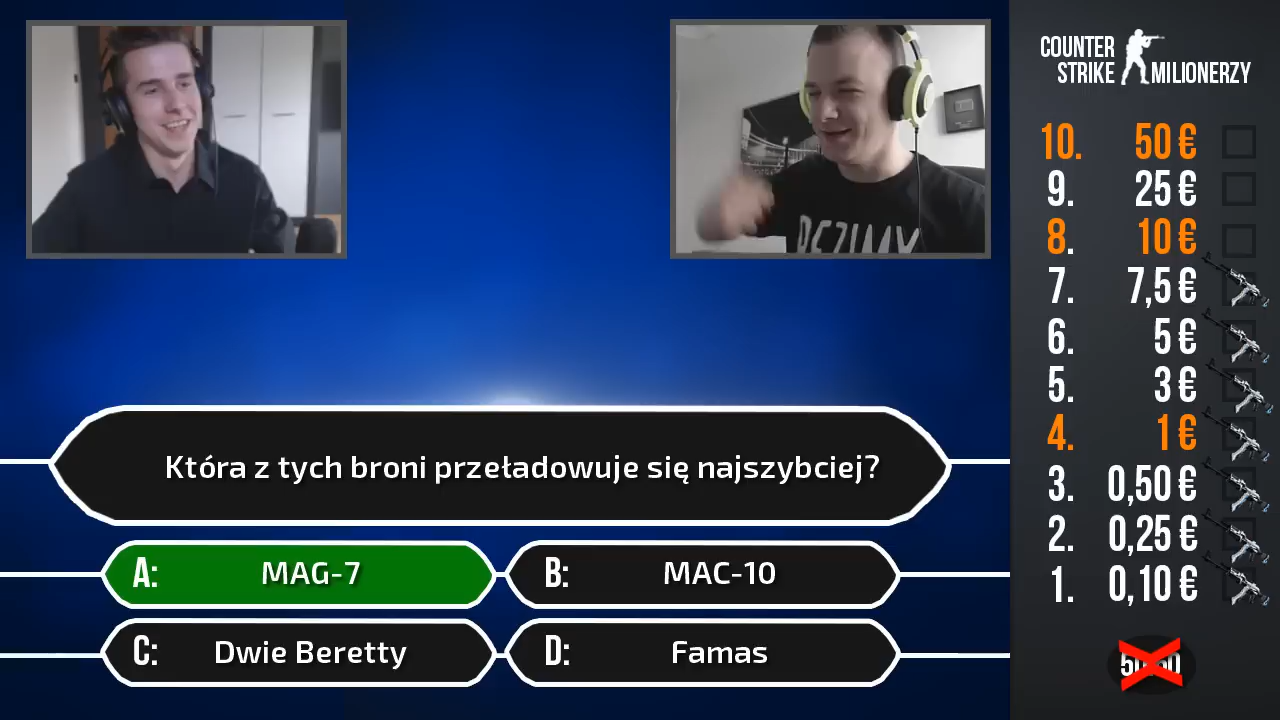 COUNTER
STRIKE MILIONERZY
10. 50 €
9. 25 €
8. 10 €
7. 7,5 €
6. 5 €
5. 3 €
4. 1 €
3. 0,50 €
2. 0,25 €
1. 0,10 €
Która z tych broni przeładowuje się najszybciej?
A: MAG-7
B: MAC-10
C: Dwie Beretty
D: Famas